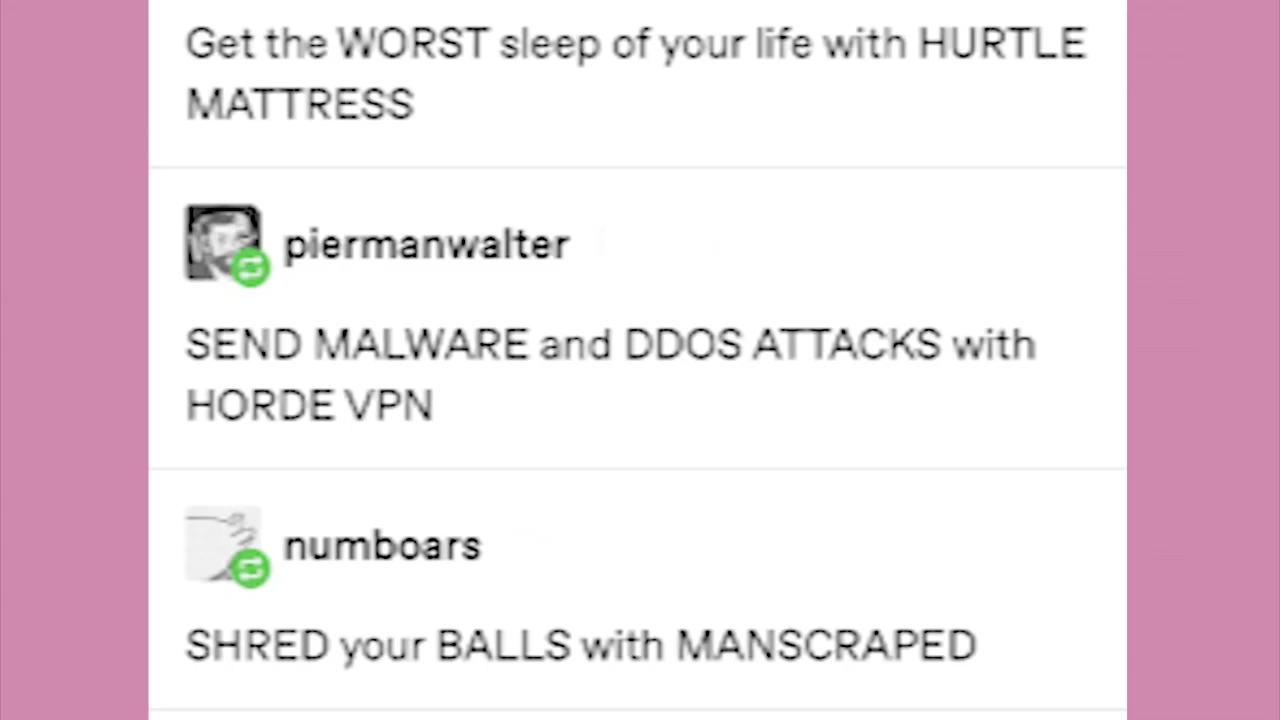 Get the WORST sleep of your life with HURTLE
MATTRESS
piermanwalter
SEND MALWARE and DDOS ATTACKS with
HORDE VPN
numboars
SHRED your BALLS with MANSCRAPED